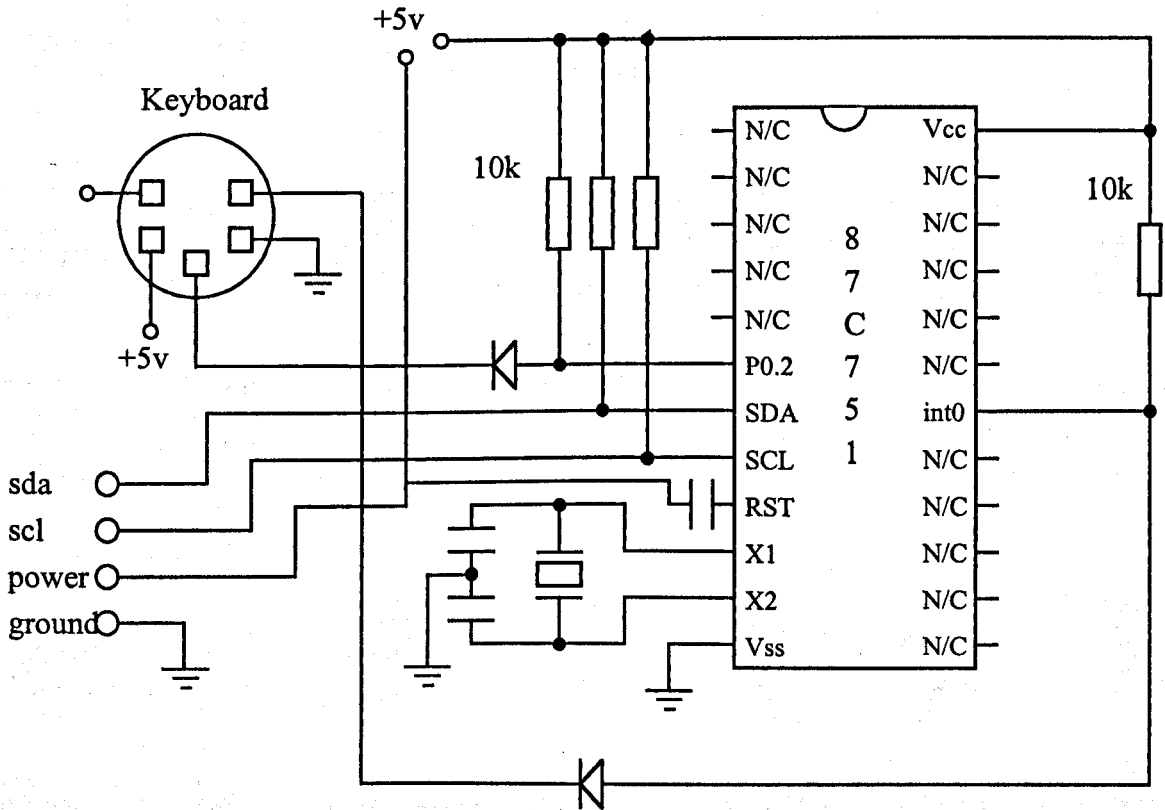 +5v
Keyboard
10k
+5v
sda
scl
power
ground
N/C
N/C
N/C
N/C
N/C
P0.2
SDA
SCL
RST
X1
X2
Vss
8
7
C
7
5
1
Vcc
N/C
N/C
N/C
N/C
N/C
int0
N/C
N/C
N/C
N/C
N/C
10k